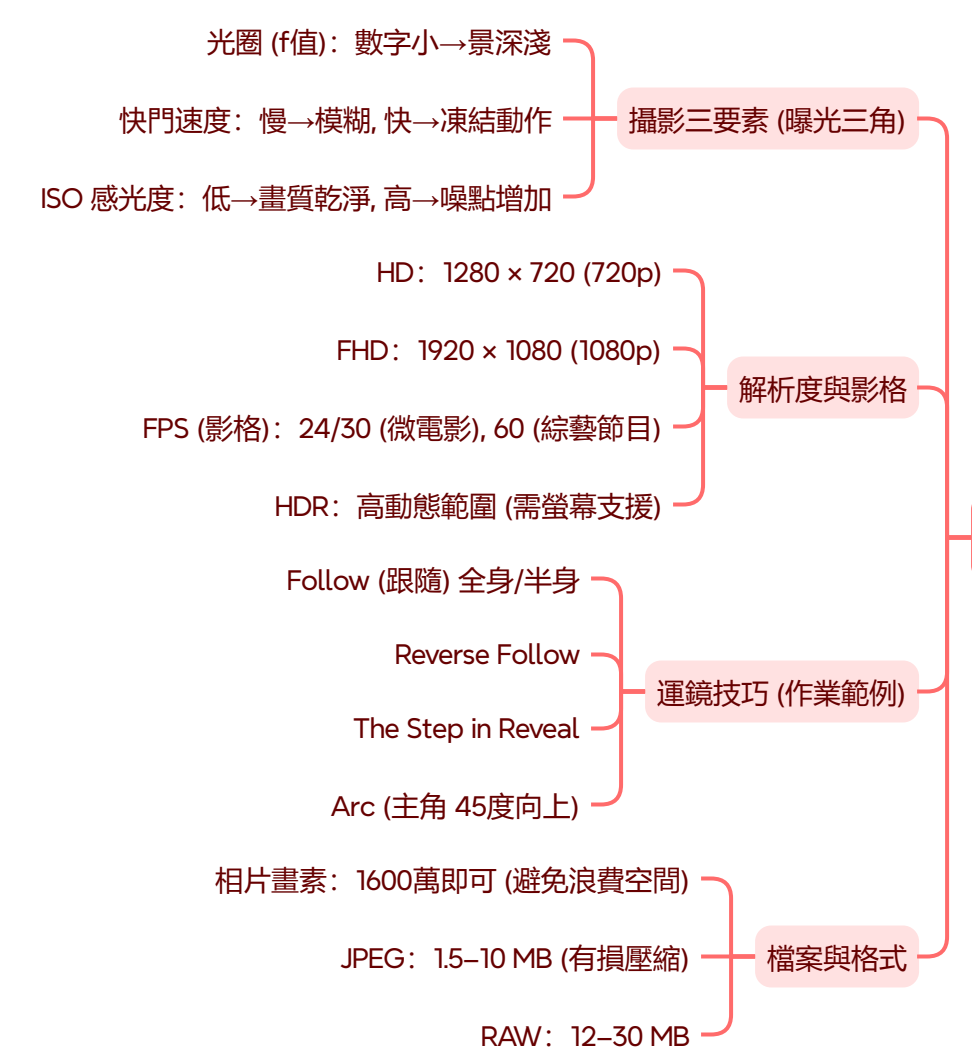 攝影三要素 (曝光三角)
光圈 (f值)：數字小→景深淺
快門速度：慢→模糊, 快→凍結動作
ISO 感光度：低→畫質乾淨, 高→噪點增加
解析度與影格
HD：1280 × 720 (720p)
FHD：1920 × 1080 (1080p)
FPS (影格)：24/30 (微電影), 60 (綜藝節目)
HDR：高動態範圍 (需螢幕支援)
運鏡技巧 (作業範例)
Follow (跟隨) 全身/半身
Reverse Follow
The Step in Reveal
Arc (主角 45度向上)
檔案與格式
相片畫素：1600萬即可 (避免浪費空間)
JPEG：1.5–10 MB (有損壓縮)
RAW：12–30 MB